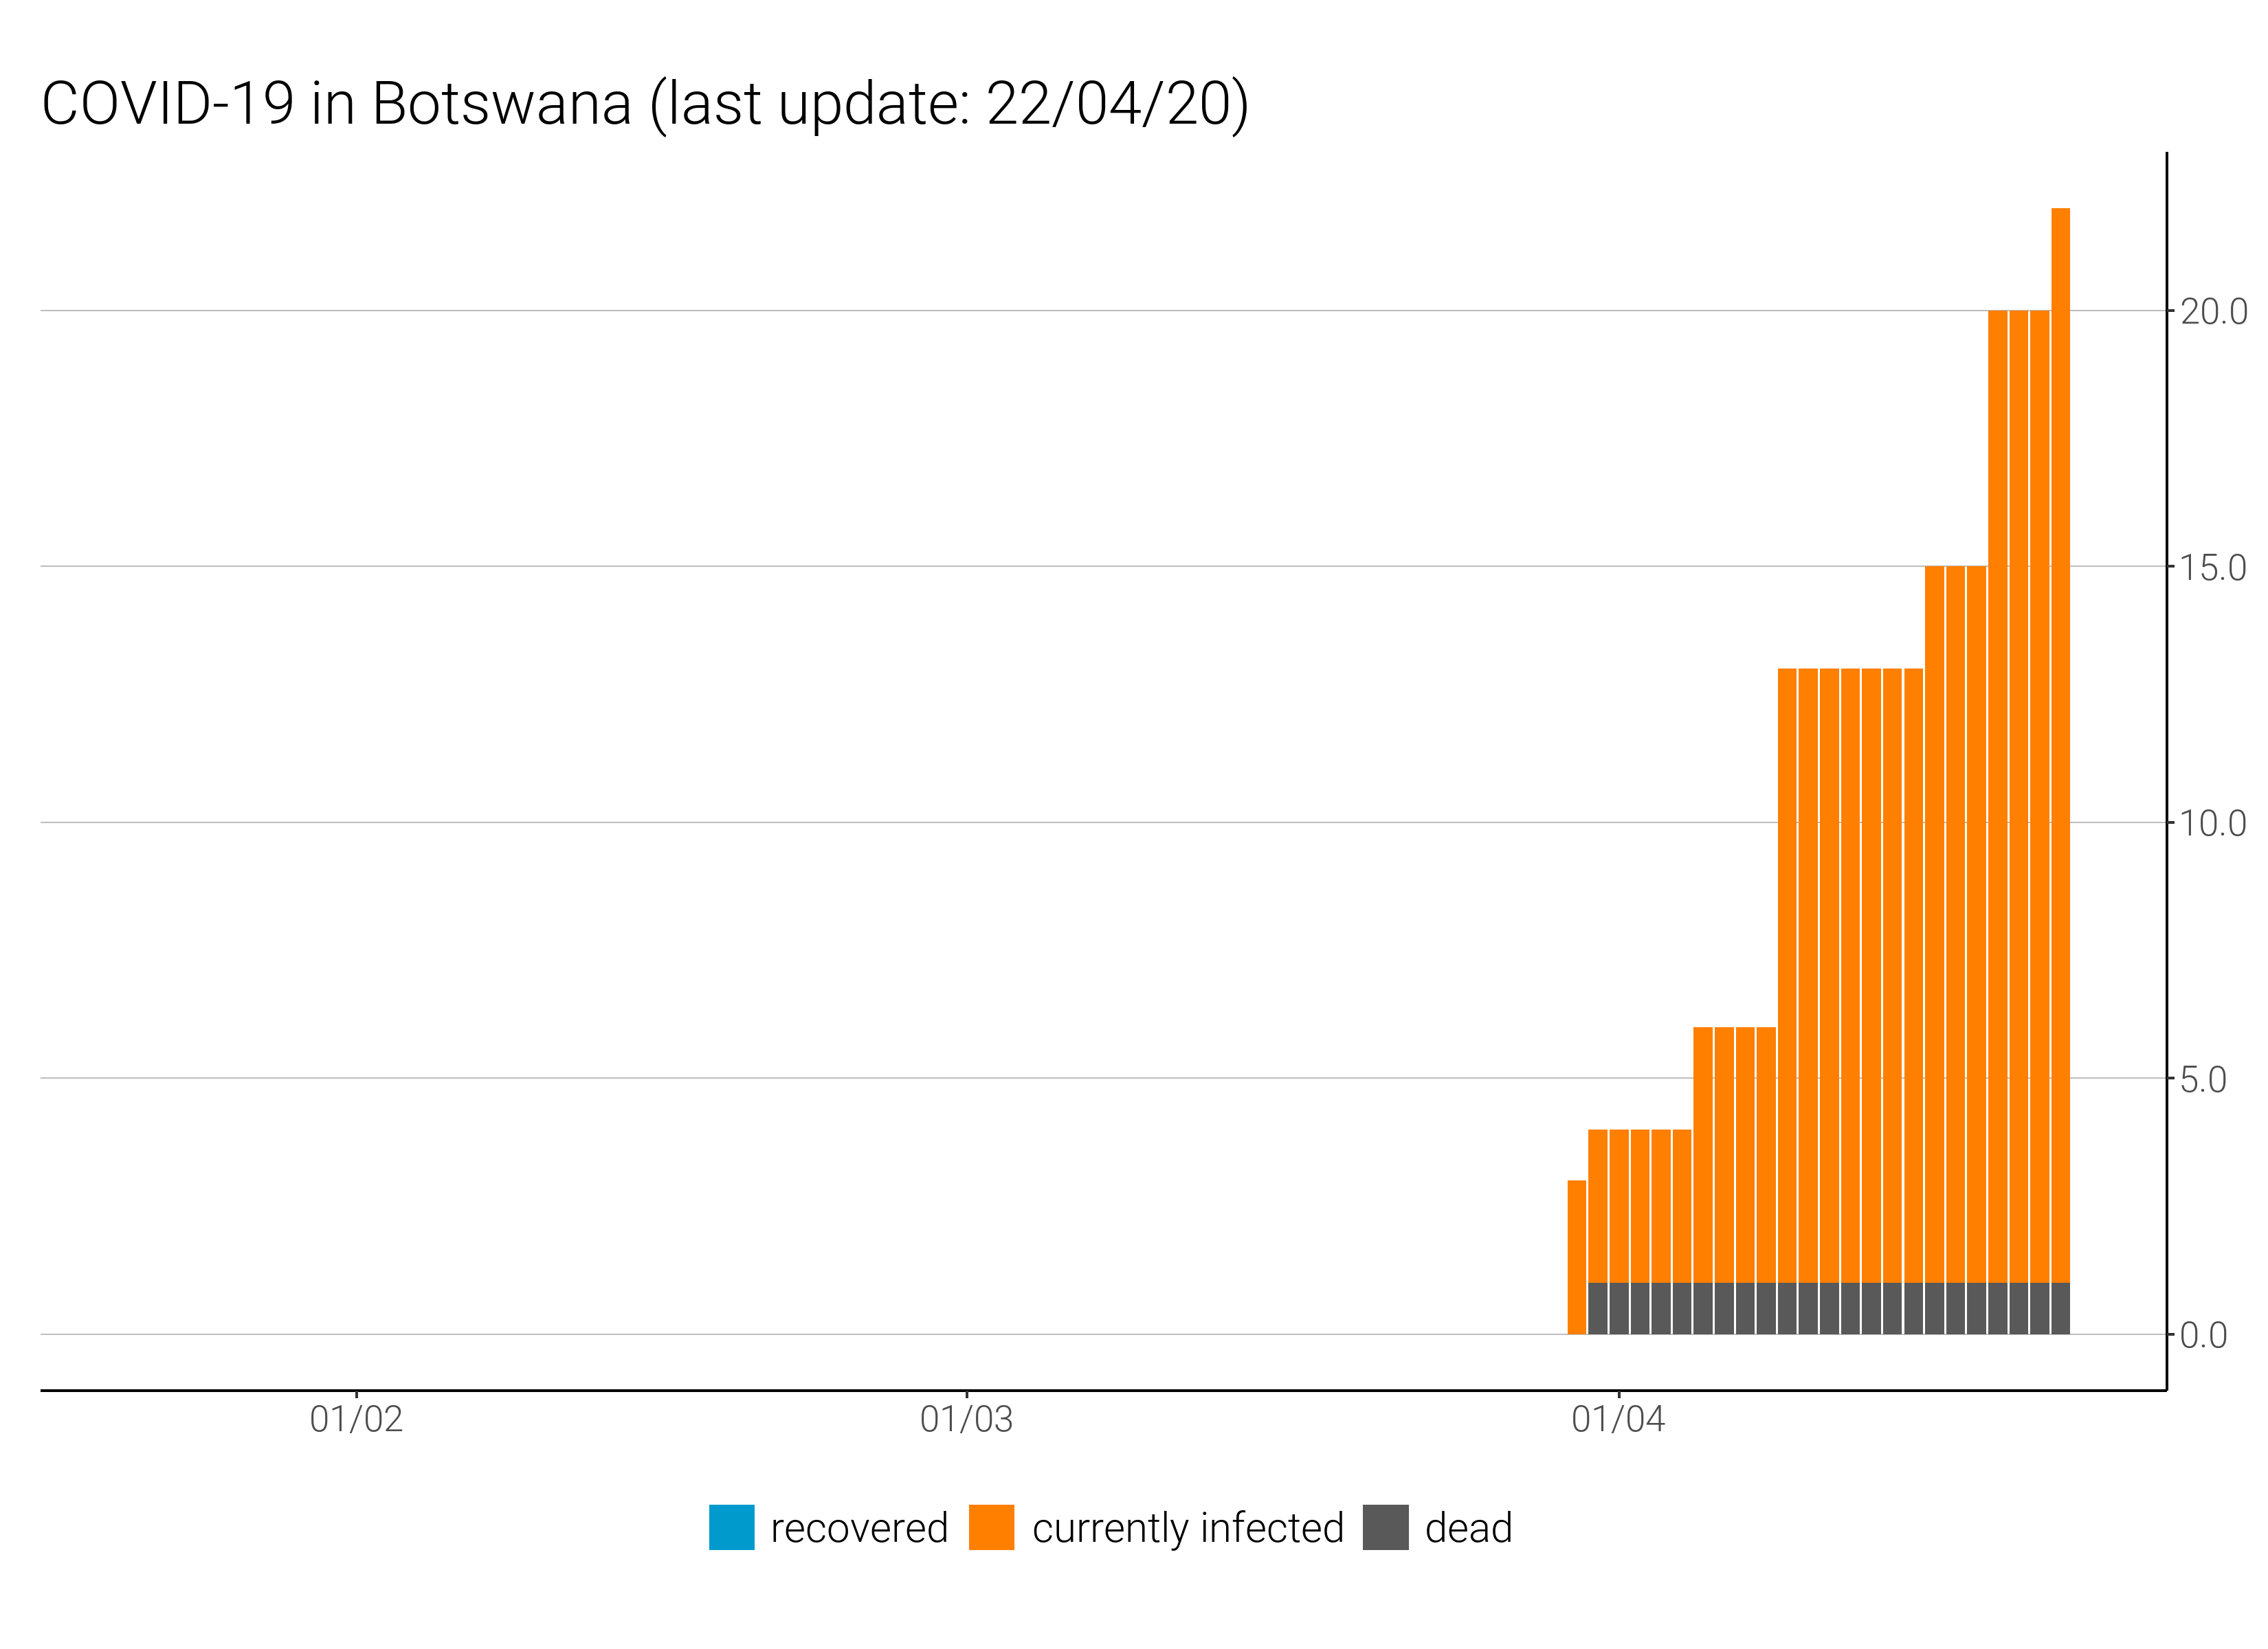 COVID-19 in Botswana (last update: 22/04/20)
20.0
15.0
10.0
5.0
0.0
01/02 01/03 01/04
recovered currently infected dead